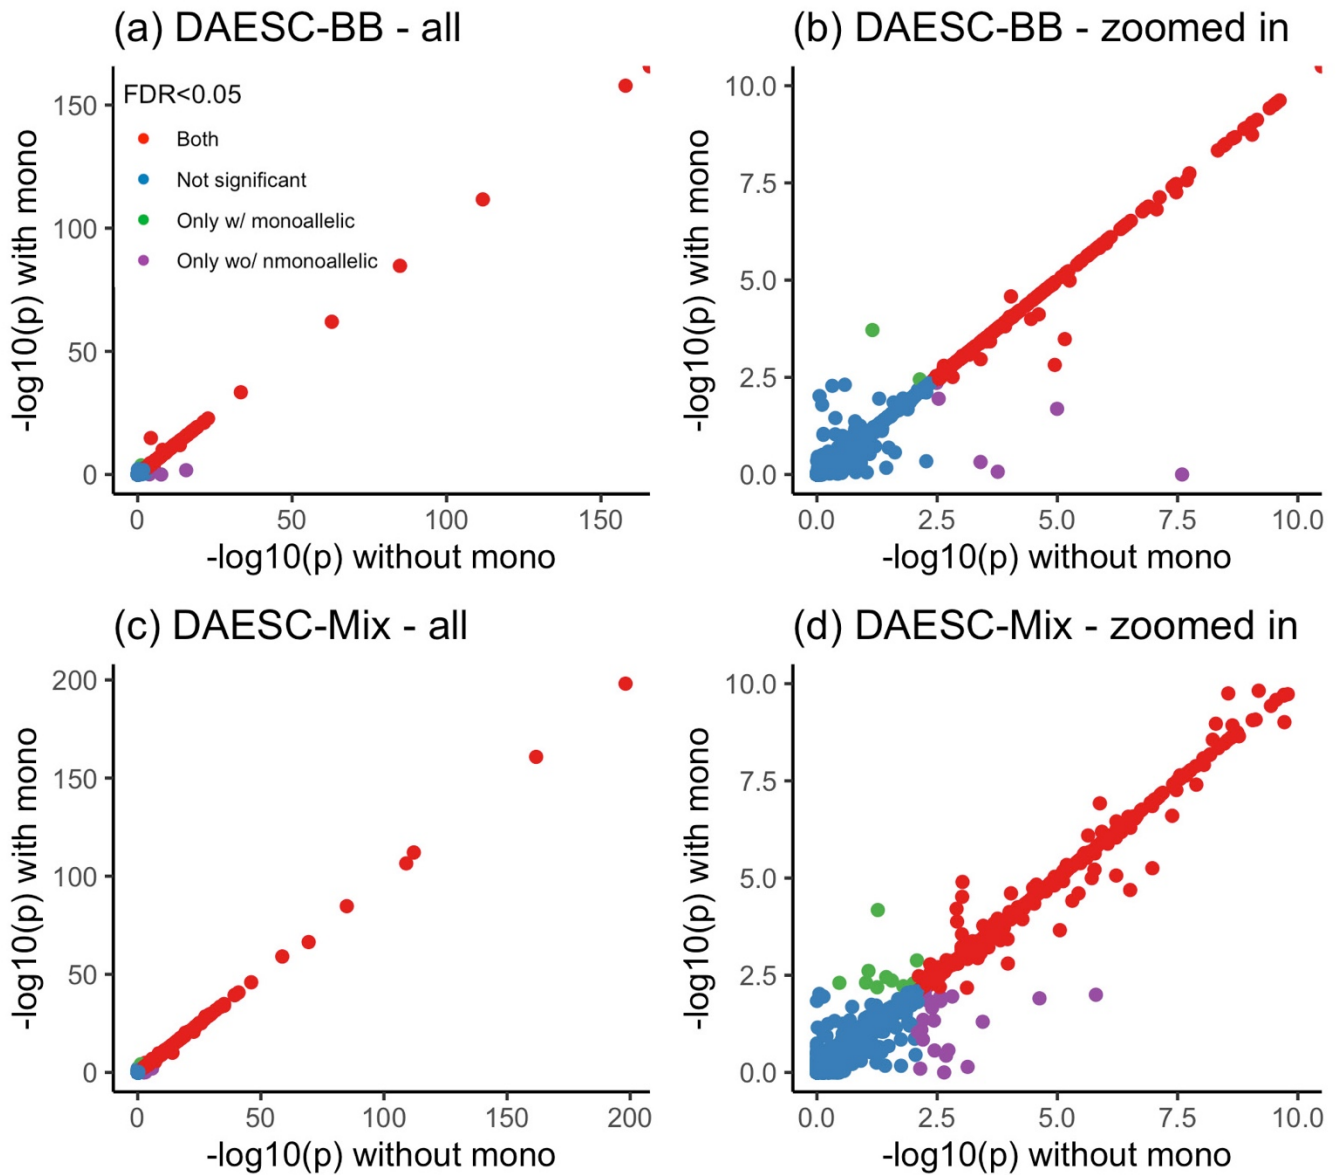 (a) DAESC-BB - all
-log10(p) with mono
150
100
50
0
FDR<0.05
Both
Not significant
Only w/ monoallelic
Only wo/ nmonoallelic
0 50 100 150
-log10(p) without mono
(b) DAESC-BB - zoomed in
-log10(p) with mono
10.0
7.5
5.0
2.5
0.0
0.0 2.5 5.0 7.5 10.0
-log10(p) without mono
(c) DAESC-Mix - all
-log10(p) with mono
200
150
100
50
0
0 50 100 150 200
-log10(p) without mono
(d) DAESC-Mix - zoomed in
-log10(p) with mono
10.0
7.5
5.0
2.5
0.0
0.0 2.5 5.0 7.5 10.0
-log10(p) without mono